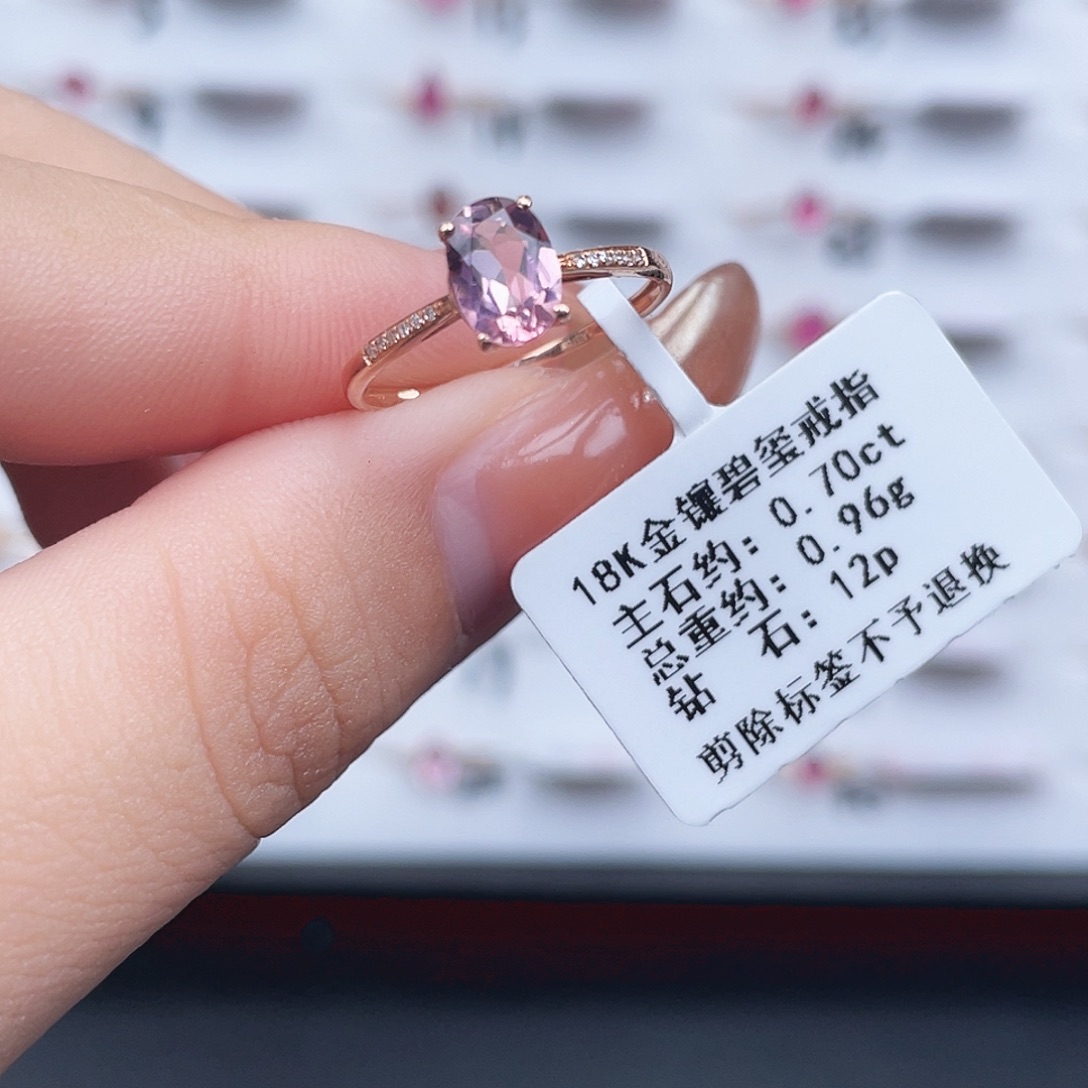 18K金镶碧玺戒指
主石约: 0.70ct
总重约: 0.96g
钻 石: 12p
剪除标签不予退换